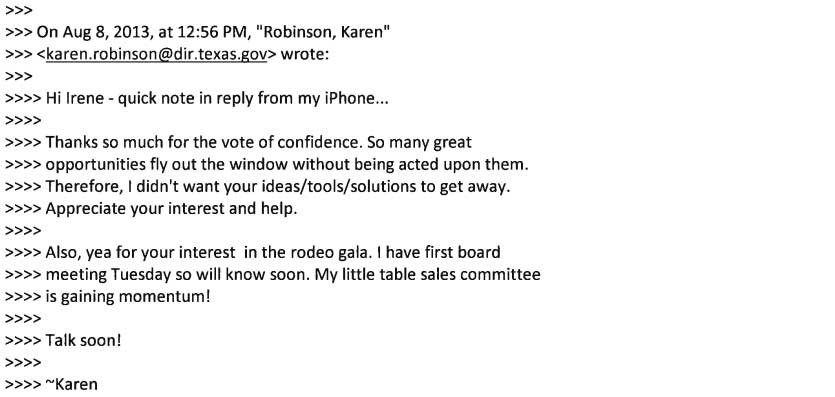 >>>
>>> On Aug 8, 2013, at 12:56 PM, "Robinson, Karen"
>>> <karen.robinson@dir.texas.gov> wrote:
>>>
>>>> Hi Irene - quick note in reply from my iPhone...
>>>>
>>>> Thanks so much for the vote of confidence. So many great
>>>> opportunities fly out the window without being acted upon them.
>>>> Therefore, I didn't want your ideas/tools/solutions to get away.
>>>> Appreciate your interest and help.
>>>>
>>>> Also, yea for your interest  in the rodeo gala. I have first board
>>>> meeting Tuesday so will know soon. My little table sales committee
>>>> is gaining momentum!
>>>>
>>>> Talk soon!
>>>>
>>>> ~Karen